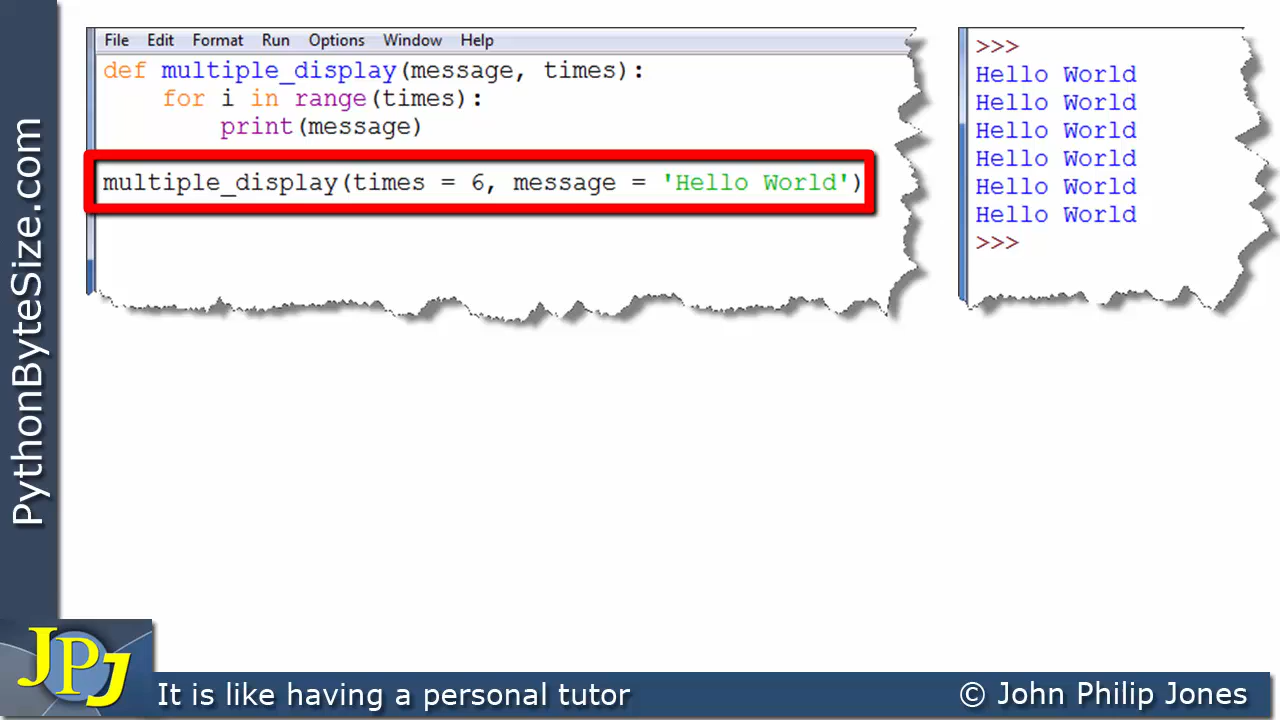 PythonByteSize.com
File Edit Format Run Options Window Help
def multiple_display(message, times):
    for i in range(times):
        print(message)
multiple_display(times = 6, message = 'Hello World')
>>>
Hello World
Hello World
Hello World
Hello World
Hello World
Hello World
>>>
JPJ
It is like having a personal tutor
© John Philip Jones